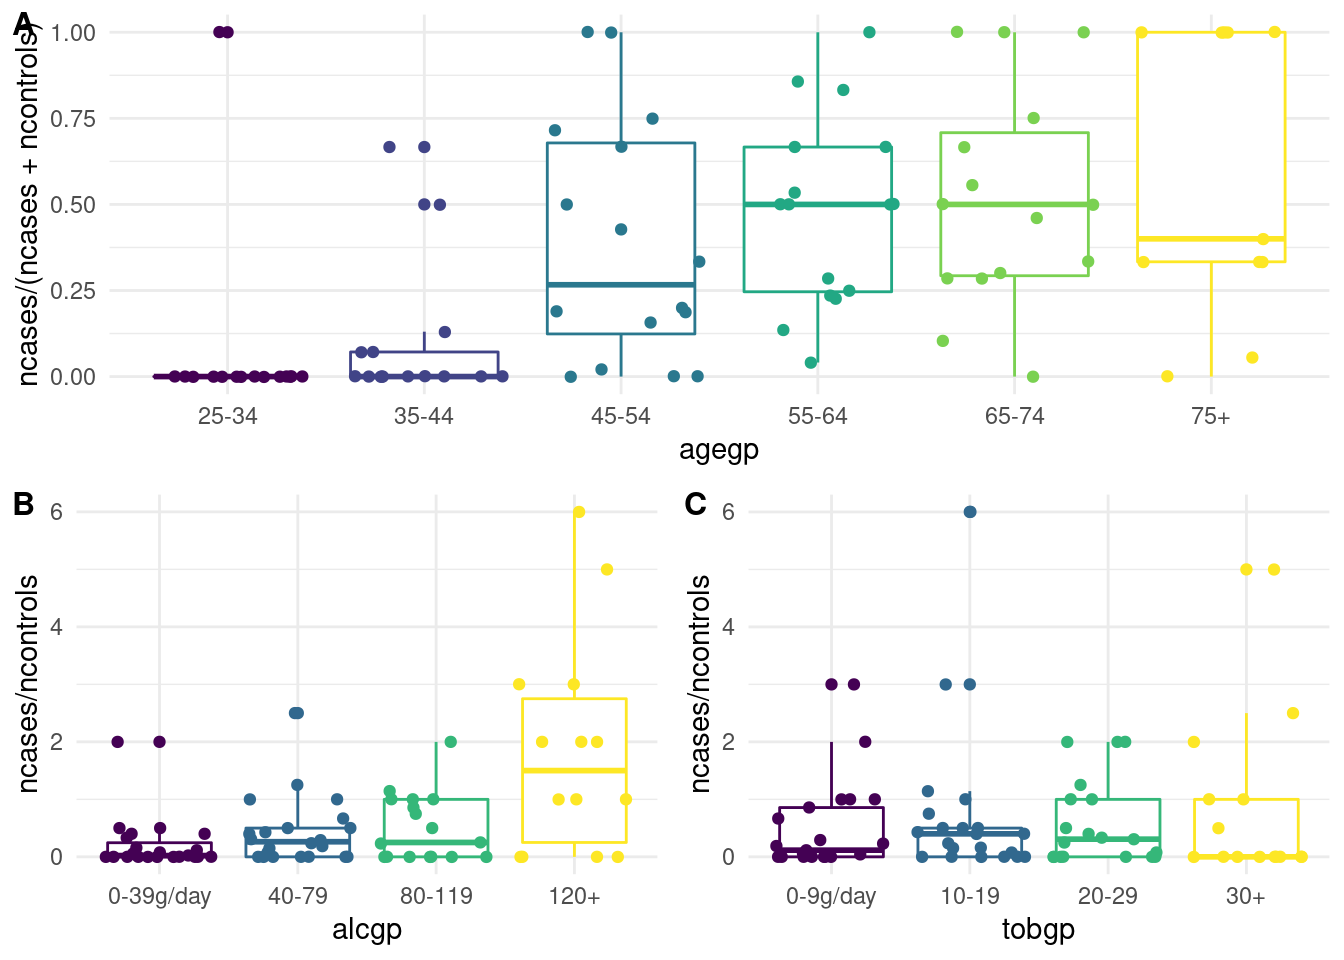 A
ncases/(ncases + ncontrols)
1.00
0.75
0.50
0.25
0.00
25-34 35-44 45-54 55-64 65-74 75+
agegp
B
ncases/ncontrols
6
4
2
0
0-39g/day 40-79 80-119 120+
alcgp
C
ncases/ncontrols
6
4
2
0
0-9g/day 10-19 20-29 30+
tobgp